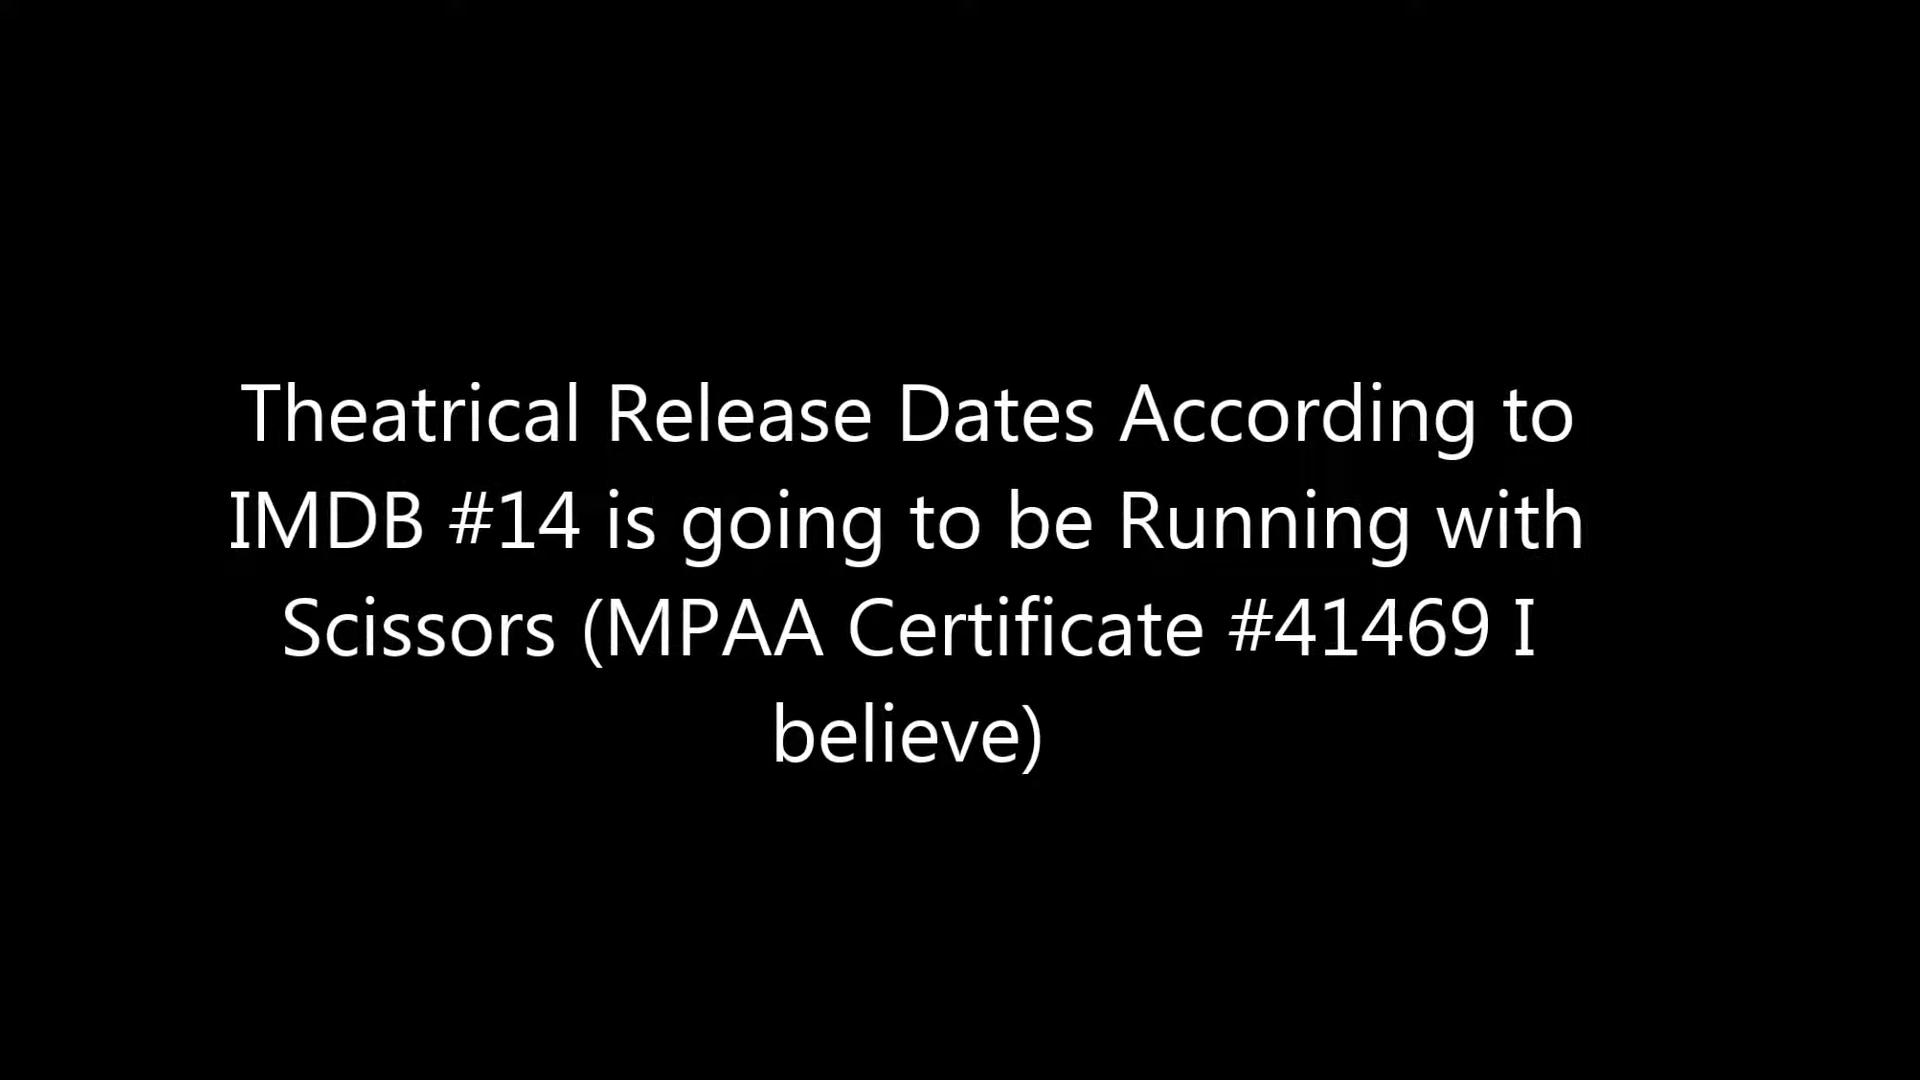 Theatrical Release Dates According to
IMDB #14 is going to be Running with
Scissors (MPAA Certificate #41469 I
believe)